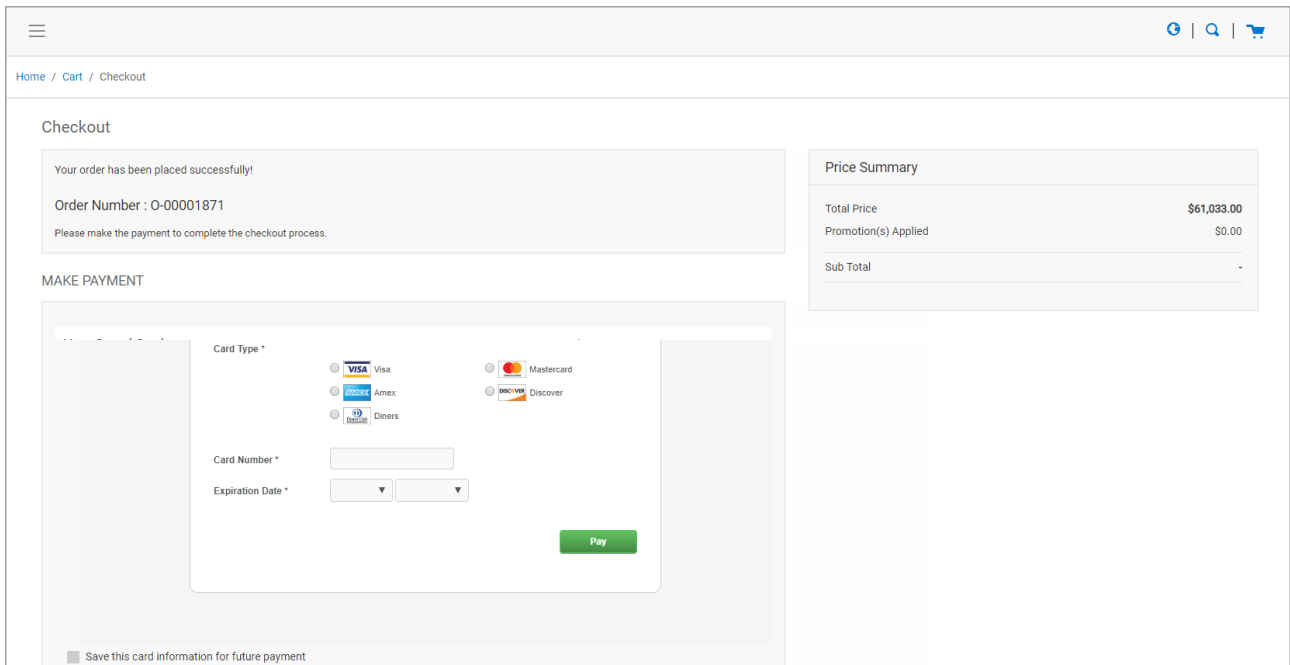 Home / Cart / Checkout
Checkout
Your order has been placed successfully!
Order Number : O-00001871
Please make the payment to complete the checkout process.
Price Summary
Total Price $61,033.00
Promotion(s) Applied $0.00
Sub Total -
MAKE PAYMENT
Card Type *
VISA Visa
Mastercard
AMEX Amex
DISCOVER Discover
Diners
Card Number *
Expiration Date *
Pay
Save this card information for future payment